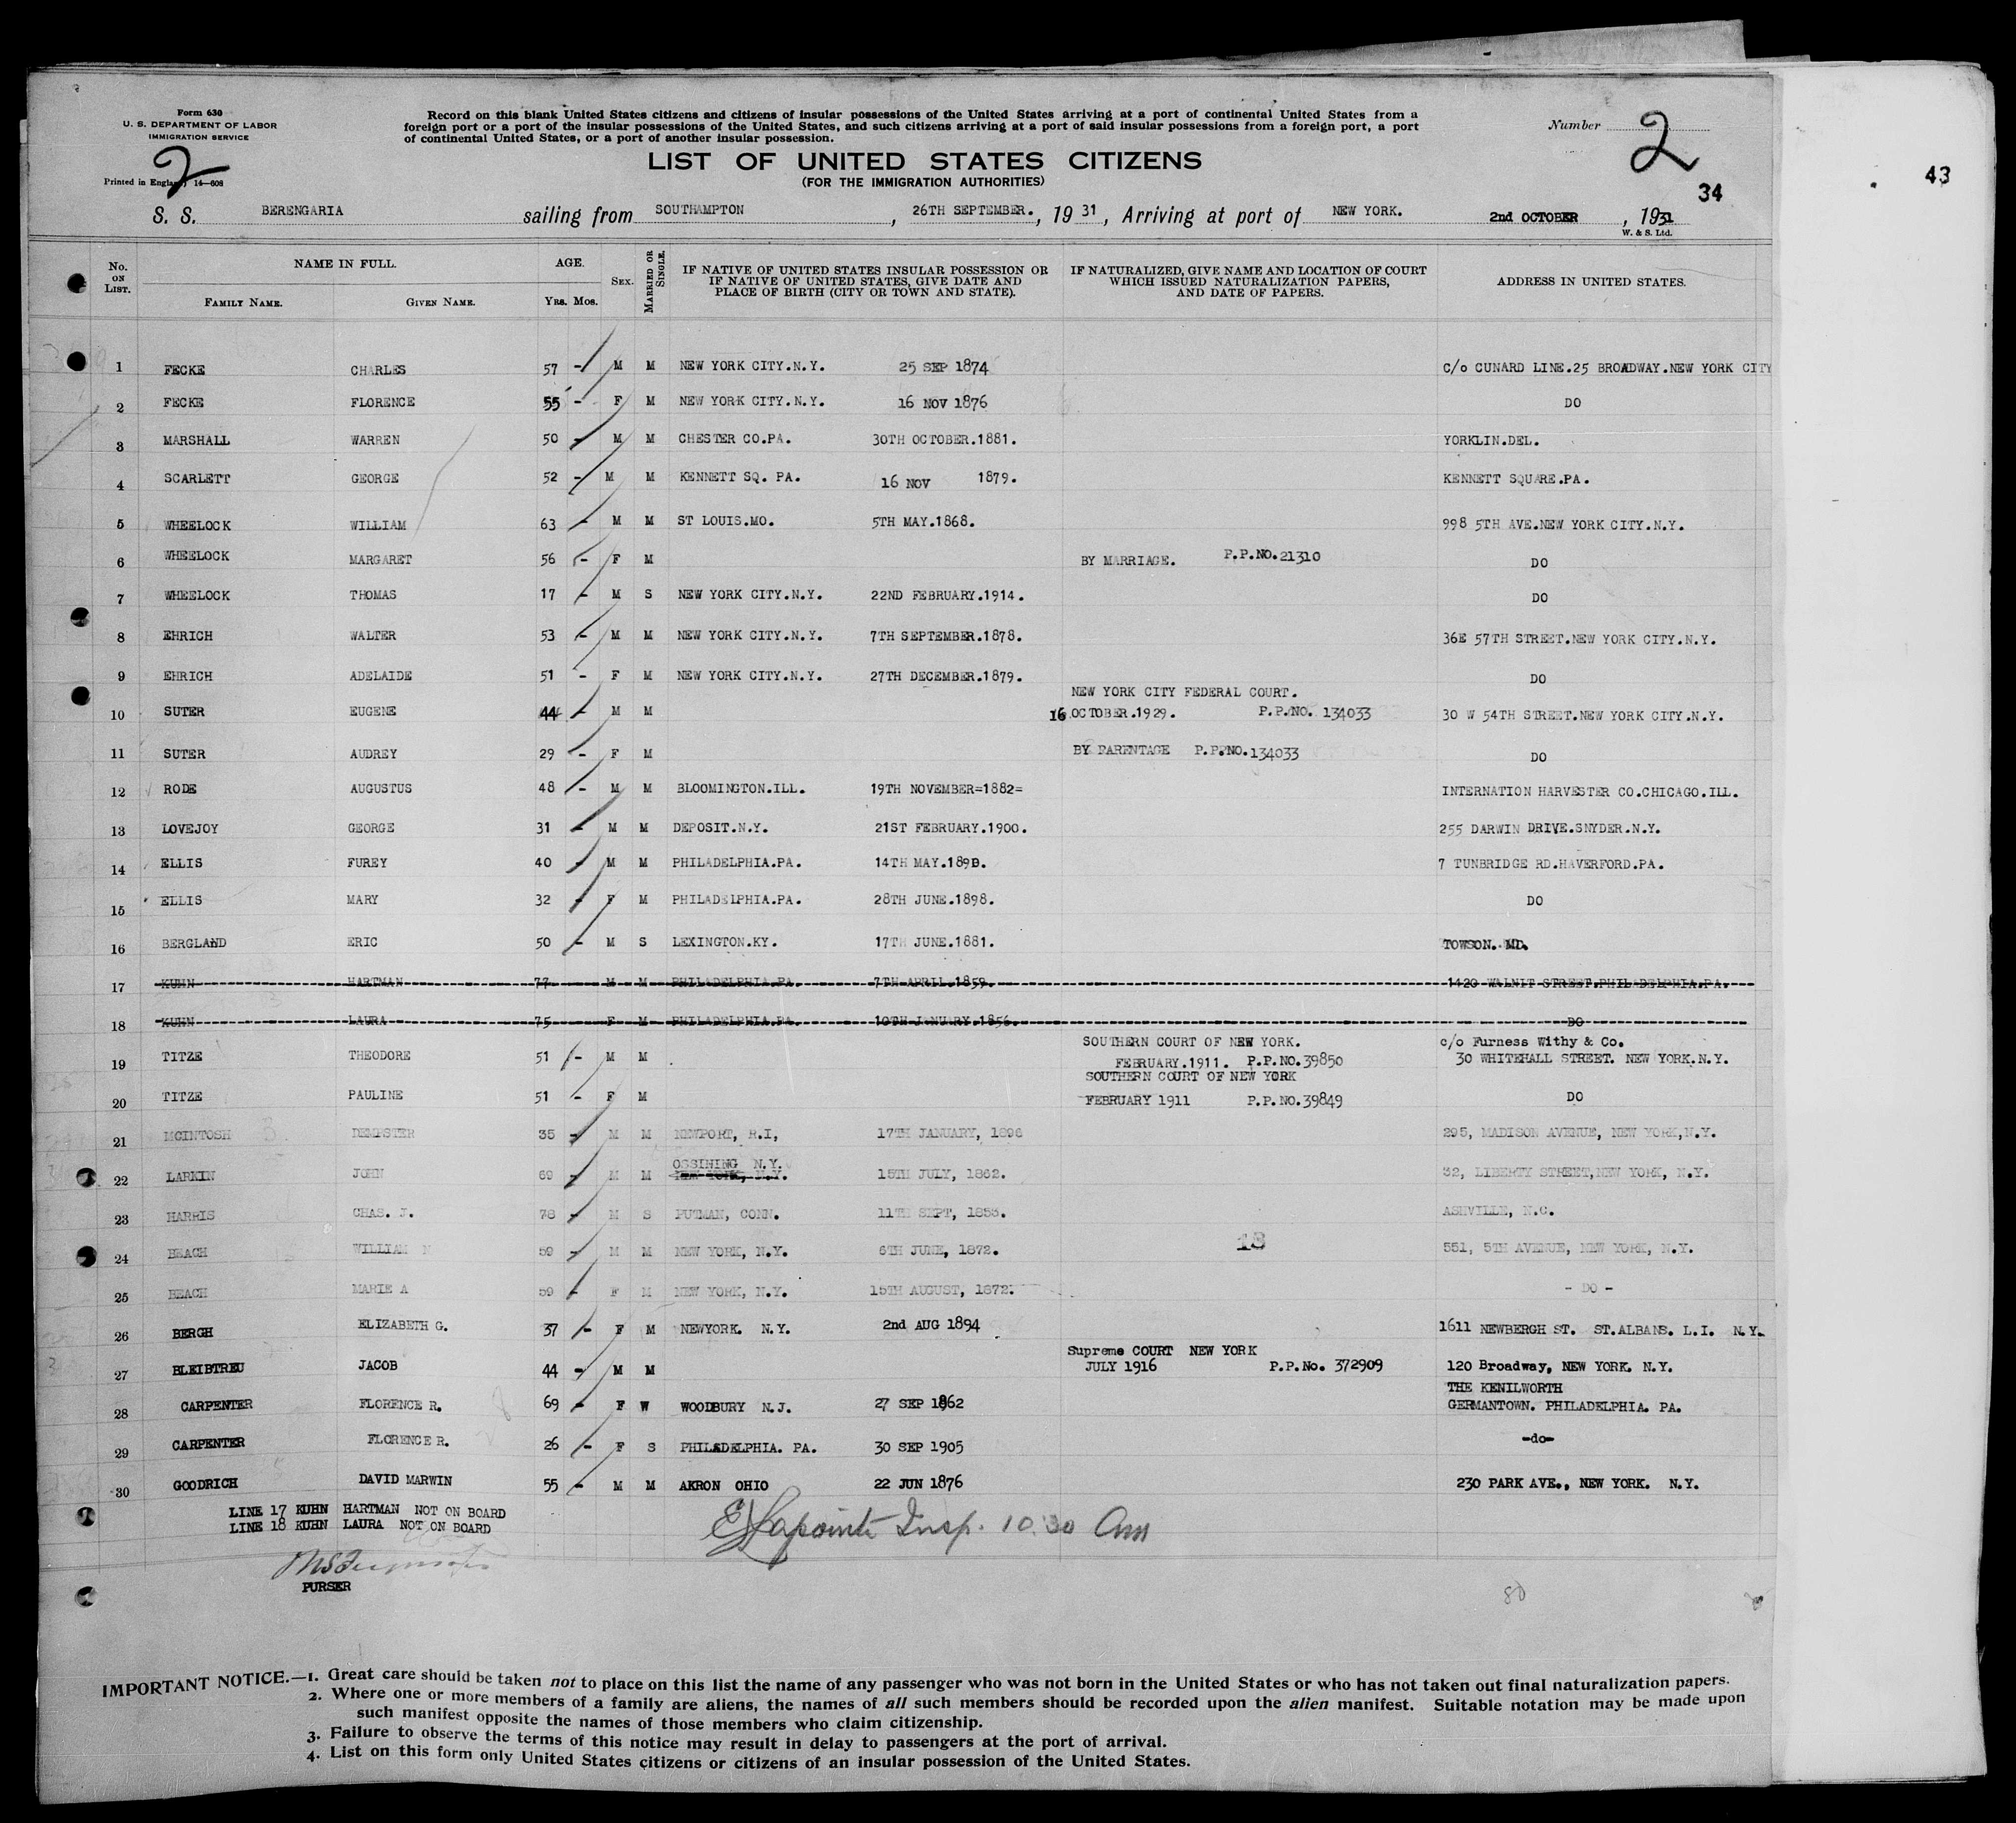 43
Form 630
U. S. DEPARTMENT OF LABOR
IMMIGRATION SERVICE
2
Printed in England 14—608
Record on this blank United States citizens and citizens of insular possessions of the United States arriving at a port of continental United States from a
foreign port or a port of the insular possessions of the United States, and such citizens arriving at a port of said insular possessions from a foreign port, a port
of continental United States, or a port of another insular possession.
Number 2
LIST OF UNITED STATES CITIZENS
(FOR THE IMMIGRATION AUTHORITIES)
34
S. S. BERENGARIA sailing from SOUTHAMPTON, 26TH SEPTEMBER., 19 31, Arriving at port of NEW YORK. 2nd OCTOBER, 1931
W. & S. Ltd.
No. ON LIST. NAME IN FULL. AGE. SEX. MARRIED OR SINGLE. IF NATIVE OF UNITED STATES INSULAR POSSESSION OR IF NATIVE OF UNITED STATES, GIVE DATE AND PLACE OF BIRTH (CITY OR TOWN AND STATE). IF NATURALIZED, GIVE NAME AND LOCATION OF COURT WHICH ISSUED NATURALIZATION PAPERS, AND DATE OF PAPERS. ADDRESS IN UNITED STATES.
FAMILY NAME. GIVEN NAME. YRS. MOS.
1 FECKE CHARLES 57 - M M NEW YORK CITY.N.Y. 25 SEP 1874 C/o CUNARD LINE.25 BROADWAY.NEW YORK CITY
2 FECKE FLORENCE 55 - F M NEW YORK CITY.N.Y. 16 NOV 1876 DO
3 MARSHALL WARREN 50 - M M CHESTER CO.PA. 30TH OCTOBER.1881. YORKLIN.DEL.
4 SCARLETT GEORGE 52 - M M KENNETT SQ. PA. 16 NOV 1879. KENNETT SQUARE.PA.
5 WHEELOCK WILLIAM 63 - M M ST LOUIS.MO. 5TH MAY.1868. 998 5TH AVE.NEW YORK CITY.N.Y.
6 WHEELOCK MARGARET 56 - F M BY MARRIAGE. P.P.NO.21310 DO
7 WHEELOCK THOMAS 17 - M S NEW YORK CITY.N.Y. 22ND FEBRUARY.1914. DO
8 EHRICH WALTER 53 - M M NEW YORK CITY.N.Y. 7TH SEPTEMBER.1878. 36E 57TH STREET.NEW YORK CITY.N.Y.
9 EHRICH ADELAIDE 51 - F M NEW YORK CITY.N.Y. 27TH DECEMBER.1879. DO
NEW YORK CITY FEDERAL COURT.
10 SUTER EUGENE 44 - M M 16 OCTOBER.1929. P.P.NO. 134033 30 W 54TH STREET.NEW YORK CITY.N.Y.
11 SUTER AUDREY 29 - F M BY PARENTAGE P.P.NO.134033 DO
12 RODE AUGUSTUS 48 - M M BLOOMINGTON.ILL. 19TH NOVEMBER=1882= INTERNATION HARVESTER CO.CHICAGO.ILL.
13 LOVEJOY GEORGE 31 - M M DEPOSIT.N.Y. 21ST FEBRUARY.1900. 255 DARWIN DRIVE.SNYDER.N.Y.
14 ELLIS FUREY 40 - M M PHILADELPHIA.PA. 14TH MAY.189B. 7 TUNBRIDGE RD.HAVERFORD.PA.
15 ELLIS MARY 32 - F M PHILADELPHIA.PA. 28TH JUNE.1898. DO
16 BERGLAND ERIC 50 - M S LEXINGTON.KY. 17TH JUNE.1881. TOWSON. MD.
17 KUHN HARTMAN 77 M M PHILADELPHIA.PA. 7TH APRIL.1859. 1420 WALNIT STREET.PHILADELPHIA.PA.
18 KUHN LAURA 75 F M PHILADELPHIA.PA. 10TH JANUARY.1856. DO
SOUTHERN COURT OF NEW YORK. c/o Furness Withy & Co.
19 TITZE THEODORE 51 - M M FEBRUARY.1911. P.P.NO.39850 30 WHITEHALL STREET. NEW YORK.N.Y.
SOUTHERN COURT OF NEW YORK
20 TITZE PAULINE 51 - F M FEBRUARY 1911 P.P.NO.39849 DO
21 MCINTOSH DEMPSTER 35 - M M NEWPORT, R.I, 17TH JANUARY, 1896 295, MADISON AVENUE, NEW YORK,N.Y.
OSSINING N.Y.
22 LARKIN JOHN 69 - M M NEW YORK, N.Y. 15TH JULY, 1862. 32, LIBERTY STREET,NEW YORK, N.Y.
23 HARRIS CHAS. J. 78 - M S PUTMAN, CONN. 11TH SEPT, 1853. ASHVILLE, N.C.
24 BEACH WILLIAM N 59 - M M NEW YORK, N.Y. 6TH JUNE, 1872. 13 551, 5TH AVENUE, NEW YORK, N.Y.
25 BEACH MARIE A 59 - F M NEW YORK, N.Y. 15TH AUGUST, 1872. - DO -
26 BERGH ELIZABETH G. 37 - F M NEWYORK. N.Y. 2nd AUG 1894 1611 NEWBERGH ST. ST.ALBANS. L.I. N.Y.
Supreme COURT NEW YORK
27 BLEIBTREU JACOB 44 - M M JULY 1916 P.P.No. 372909 120 Broadway, NEW YORK. N.Y.
THE KENILWORTH
28 CARPENTER FLORENCE R. 69 - F W WOODBURY N.J. 27 SEP 1862 GERMANTOWN. PHILADELPHIA. PA.
29 CARPENTER FLORENCE R. 26 - F S PHILADELPHIA. PA. 30 SEP 1905 -do-
30 GOODRICH DAVID MARWIN 55 - M M AKRON OHIO 22 JUN 1876 230 PARK AVE., NEW YORK. N.Y.
LINE 17 KUHN HARTMAN NOT ON BOARD
LINE 18 KUHN LAURA NOT ON BOARD
E Lapointe Insp. 10.30 Am
PURSER
80
IMPORTANT NOTICE.—1. Great care should be taken not to place on this list the name of any passenger who was not born in the United States or who has not taken out final naturalization papers.
2. Where one or more members of a family are aliens, the names of all such members should be recorded upon the alien manifest. Suitable notation may be made upon
such manifest opposite the names of those members who claim citizenship.
3. Failure to observe the terms of this notice may result in delay to passengers at the port of arrival.
4. List on this form only United States citizens or citizens of an insular possession of the United States.